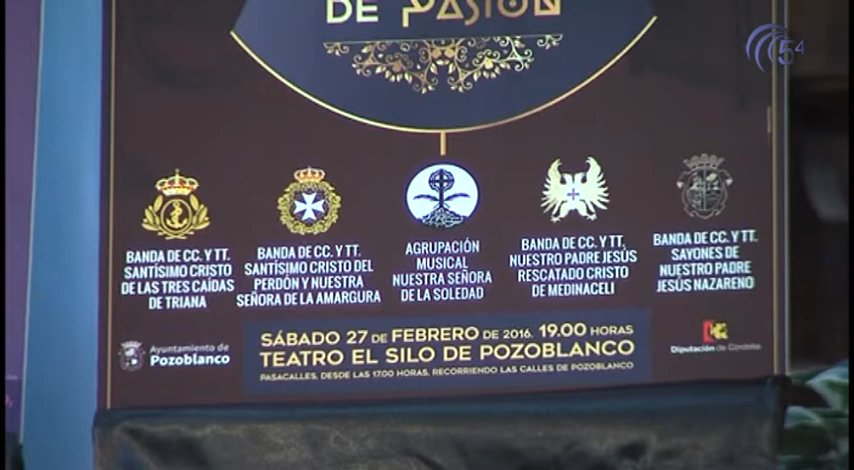 DE PASIÓN
54
BANDA DE CC. Y TT.
SANTÍSIMO CRISTO
DE LAS TRES CAÍDAS
DE TRIANA
BANDA DE CC. Y TT.
SANTÍSIMO CRISTO DEL
PERDÓN Y NUESTRA
SEÑORA DE LA AMARGURA
AGRUPACIÓN
MUSICAL
NUESTRA SEÑORA
DE LA SOLEDAD
BANDA DE CC. Y TT.
NUESTRO PADRE JESÚS
RESCATADO CRISTO
DE MEDINACELI
BANDA DE CC. Y TT.
SAYONES DE
NUESTRO PADRE
JESÚS NAZARENO
Ayuntamiento de
Pozoblanco
SÁBADO 27 DE FEBRERO DE 2016. 19.00 HORAS
TEATRO EL SILO DE POZOBLANCO
PASACALLES, DESDE LAS 17.00 HORAS, RECORRIENDO LAS CALLES DE POZOBLANCO
Diputación de Córdoba